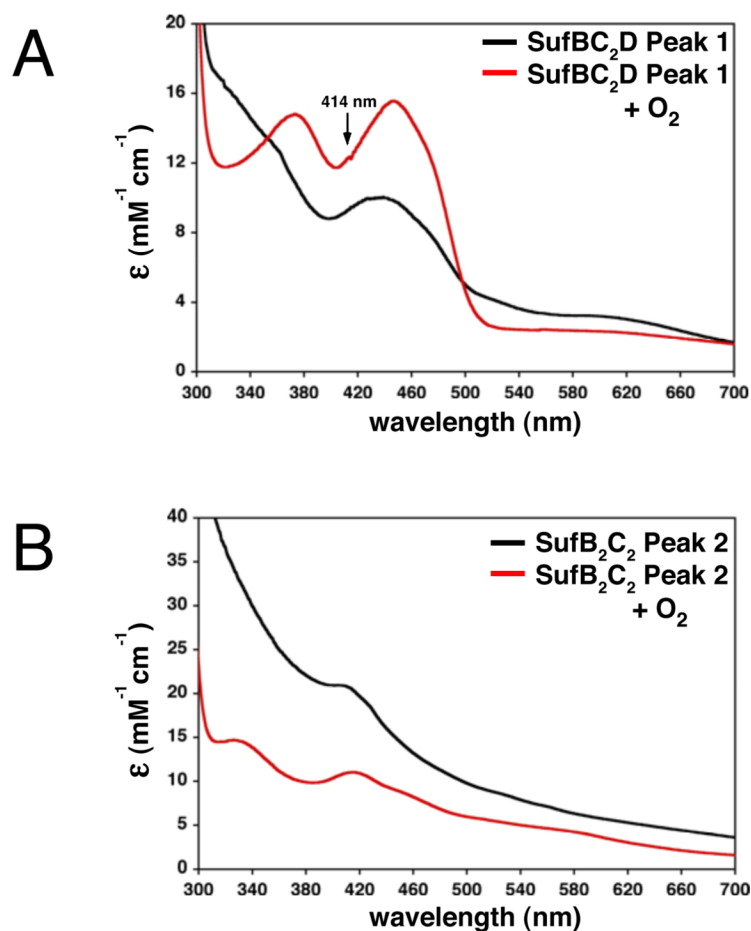 A
SufBC₂D Peak 1
SufBC₂D Peak 1
+ O₂
414 nm
20
16
12
8
4
0
ε (mM⁻¹ cm⁻¹)
300 340 380 420 460 500 540 580 620 660 700
wavelength (nm)
B
SufB₂C₂ Peak 2
SufB₂C₂ Peak 2
+ O₂
40
35
30
25
20
15
10
5
0
ε (mM⁻¹ cm⁻¹)
300 340 380 420 460 500 540 580 620 660 700
wavelength (nm)